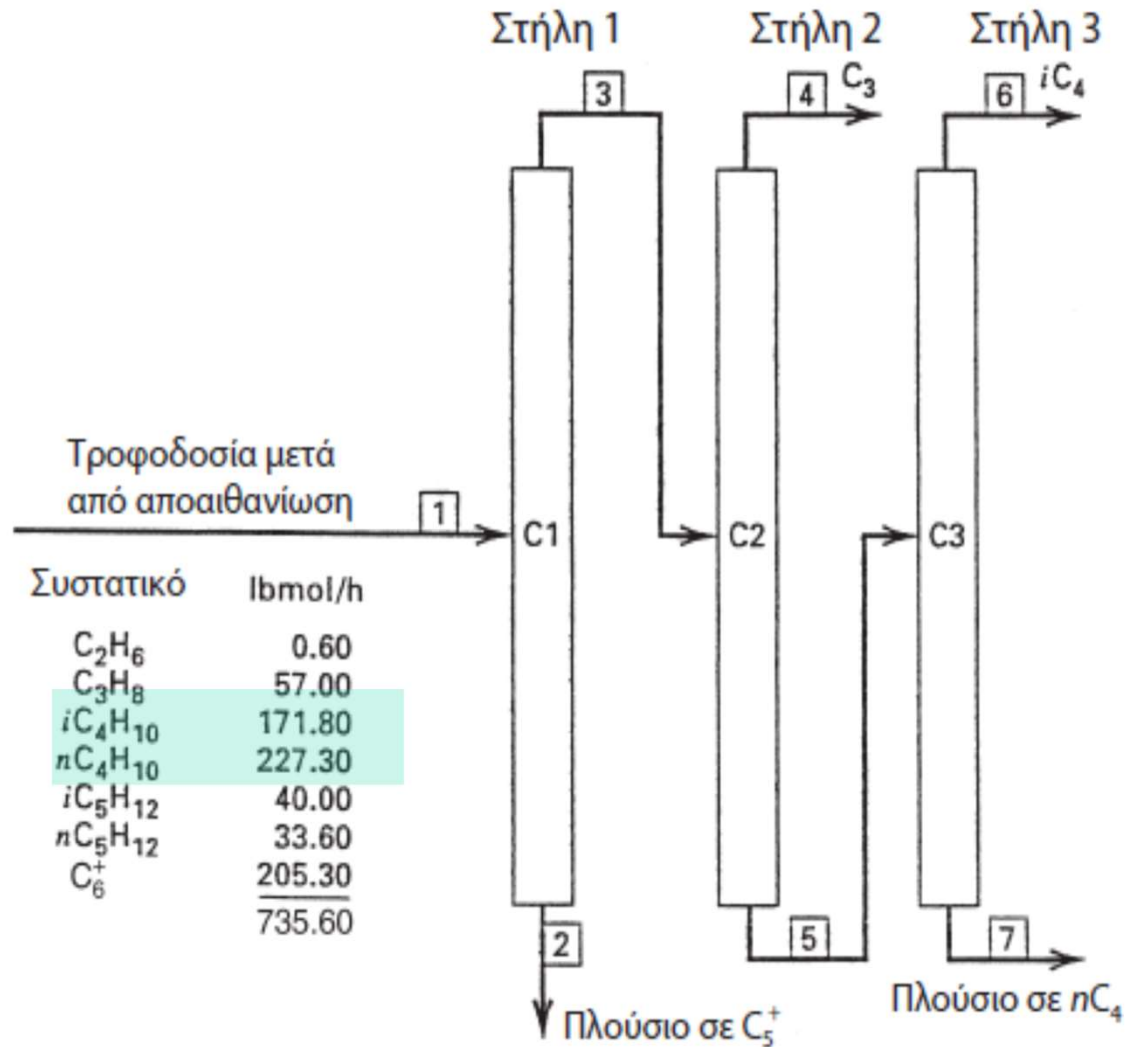 Στήλη 1 Στήλη 2 Στήλη 3
3 4 C₃ 6 iC₄
Τροφοδοσία μετά
από αποαιθανίωση
1
C1 C2 C3
Συστατικό lbmol/h
C₂H₆ 0.60
C₃H₈ 57.00
iC₄H₁₀ 171.80
nC₄H₁₀ 227.30
iC₅H₁₂ 40.00
nC₅H₁₂ 33.60
C₆⁺ 205.30
735.60
2 5 7
Πλούσιο σε nC₄
Πλούσιο σε C₅⁺